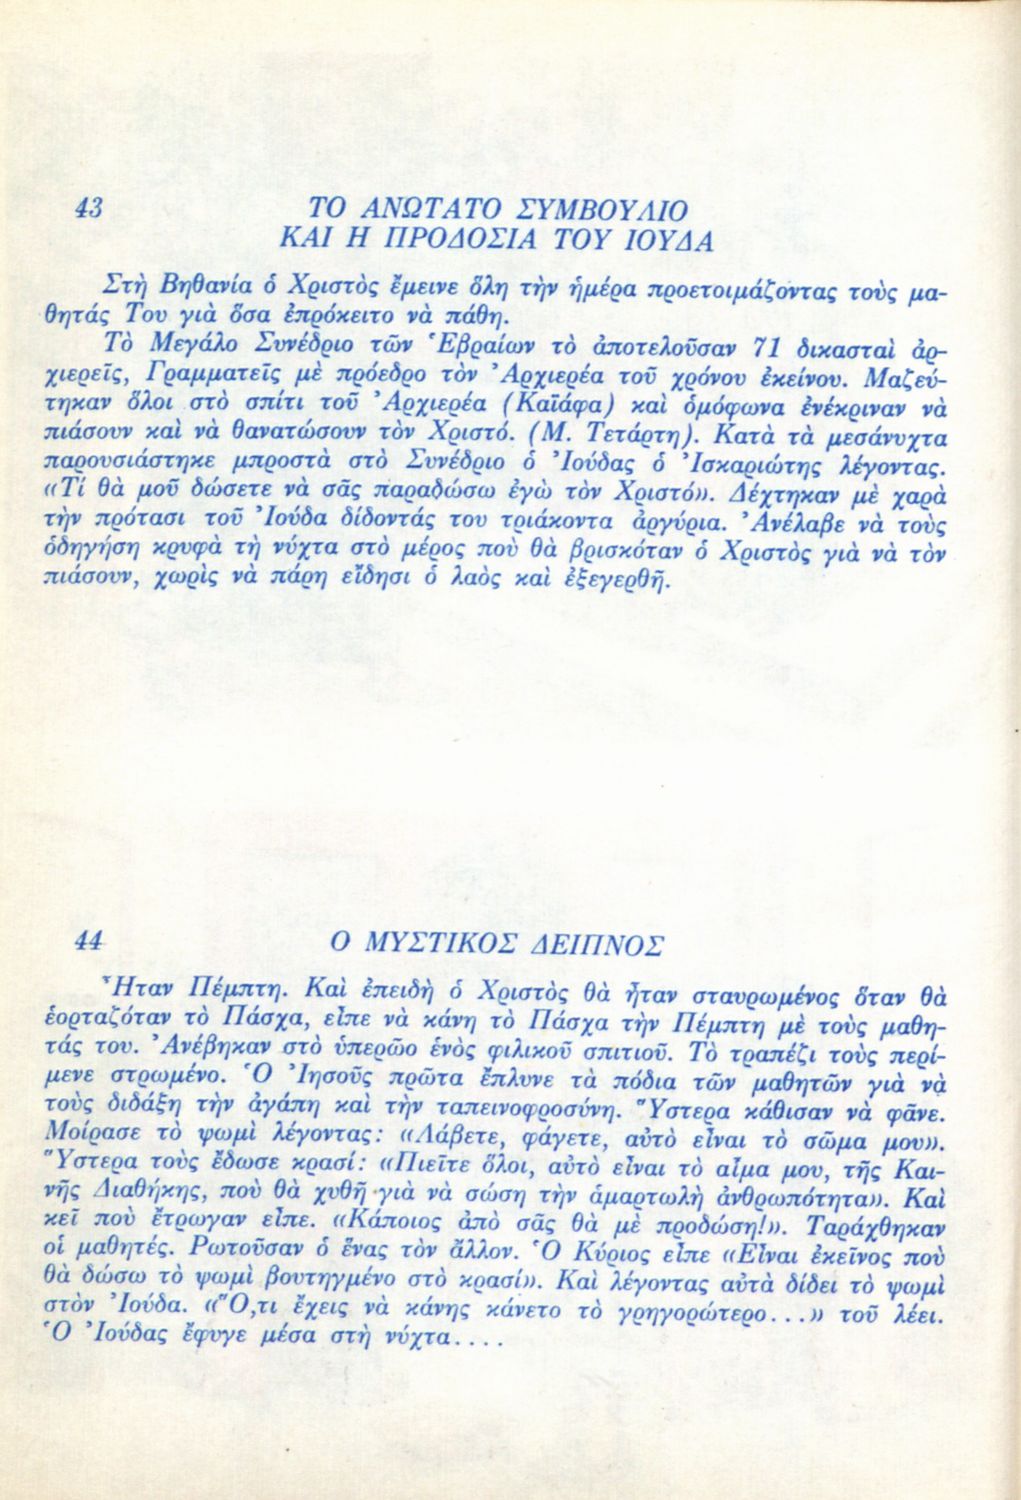 43
ΤΟ ΑΝΩΤΑΤΟ ΣΥΜΒΟΥΛΙΟ
ΚΑΙ Η ΠΡΟΔΟΣΙΑ ΤΟΥ ΙΟΥΔΑ
Στὴ Βηθανία ὁ Χριστὸς ἔμεινε ὅλη τὴν ἡμέρα προετοιμάζοντας τοὺς μα-
θητάς Του γιὰ ὅσα ἐπρόκειτο νὰ πάθη.
Τὸ Μεγάλο Συνέδριο τῶν Ἑβραίων τὸ ἀποτελοῦσαν 71 δικασταὶ ἀρ-
χιερεῖς, Γραμματεῖς μὲ πρόεδρο τὸν Ἀρχιερέα τοῦ χρόνου ἐκείνου. Μαζεύ-
τηκαν ὅλοι στὸ σπίτι τοῦ Ἀρχιερέα (Καϊάφα) καὶ ὁμόφωνα ἐνέκριναν νὰ
πιάσουν καὶ νὰ θανατώσουν τὸν Χριστό. (Μ. Τετάρτη). Κατὰ τὰ μεσάνυχτα
παρουσιάστηκε μπροστὰ στὸ Συνέδριο ὁ Ἰούδας ὁ Ἰσκαριώτης λέγοντας.
«Τί θὰ μοῦ δώσετε νὰ σᾶς παραδώσω ἐγὼ τὸν Χριστό». Δέχτηκαν μὲ χαρὰ
τὴν πρότασι τοῦ Ἰούδα δίδοντάς του τριάκοντα ἀργύρια. Ἀνέλαβε νὰ τοὺς
ὁδηγήση κρυφὰ τὴ νύχτα στὸ μέρος ποὺ θὰ βρισκόταν ὁ Χριστὸς γιὰ νὰ τὸν
πιάσουν, χωρὶς νὰ πάρη εἴδησι ὁ λαὸς καὶ ἐξεγερθῆ.
44
Ο ΜΥΣΤΙΚΟΣ ΔΕΙΠΝΟΣ
Ἦταν Πέμπτη. Καὶ ἐπειδὴ ὁ Χριστὸς θὰ ἦταν σταυρωμένος ὅταν θὰ
ἑορταζόταν τὸ Πάσχα, εἶπε νὰ κάνη τὸ Πάσχα τὴν Πέμπτη μὲ τοὺς μαθη-
τάς του. Ἀνέβηκαν στὸ ὑπερῶο ἑνὸς φιλικοῦ σπιτιοῦ. Τὸ τραπέζι τοὺς περί-
μενε στρωμένο. Ὁ Ἰησοῦς πρῶτα ἔπλυνε τὰ πόδια τῶν μαθητῶν γιὰ νὰ
τοὺς διδάξη τὴν ἀγάπη καὶ τὴν ταπεινοφροσύνη. Ὕστερα κάθισαν νὰ φᾶνε.
Μοίρασε τὸ ψωμὶ λέγοντας: «Λάβετε, φάγετε, αὐτὸ εἶναι τὸ σῶμα μου».
Ὕστερα τοὺς ἔδωσε κρασί: «Πιεῖτε ὅλοι, αὐτὸ εἶναι τὸ αἷμα μου, τῆς Και-
νῆς Διαθήκης, ποὺ θὰ χυθῆ γιὰ νὰ σώση τὴν ἁμαρτωλὴ ἀνθρωπότητα». Καὶ
κεῖ ποὺ ἔτρωγαν εἶπε. «Κάποιος ἀπὸ σᾶς θὰ μὲ προδώση!». Ταράχθηκαν
οἱ μαθητές. Ρωτοῦσαν ὁ ἕνας τὸν ἄλλον. Ὁ Κύριος εἶπε «Εἶναι ἐκεῖνος ποὺ
θὰ δώσω τὸ ψωμὶ βουτηγμένο στὸ κρασί». Καὶ λέγοντας αὐτὰ δίδει τὸ ψωμὶ
στὸν Ἰούδα. «Ὅ,τι ἔχεις νὰ κάνης κάνετο τὸ γρηγορώτερο...» τοῦ λέει.
Ὁ Ἰούδας ἔφυγε μέσα στὴ νύχτα....